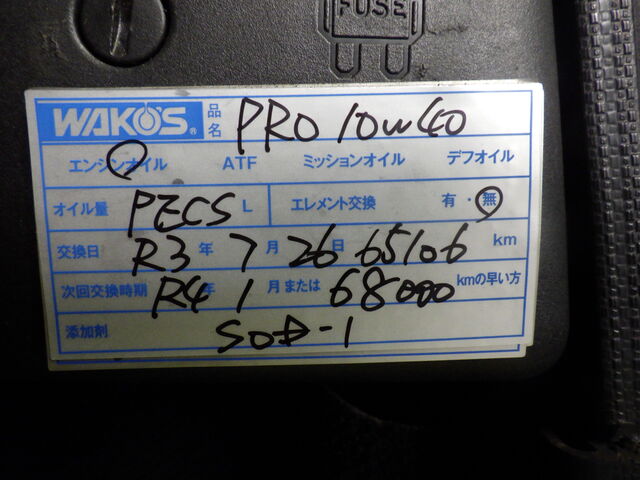 FUSE
WAKO'S® 品名 PRO 10w40
エンジンオイル ATF ミッションオイル デフオイル
オイル量 PECS L エレメント交換 有・無
交換日 R3 年 7 月 26 日 65106 km
次回交換時期 R4 年 1 月または 68000 kmの早い方
添加剤 SOD-1